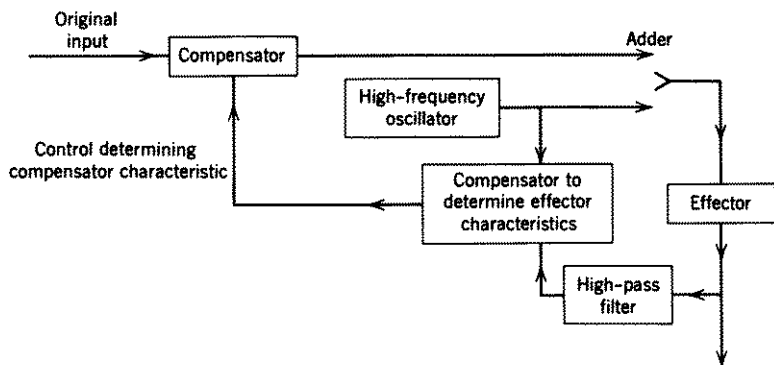 Original
input
Compensator
Adder
High-frequency
oscillator
Control determining
compensator characteristic
Compensator to
determine effector
characteristics
Effector
High-pass
filter